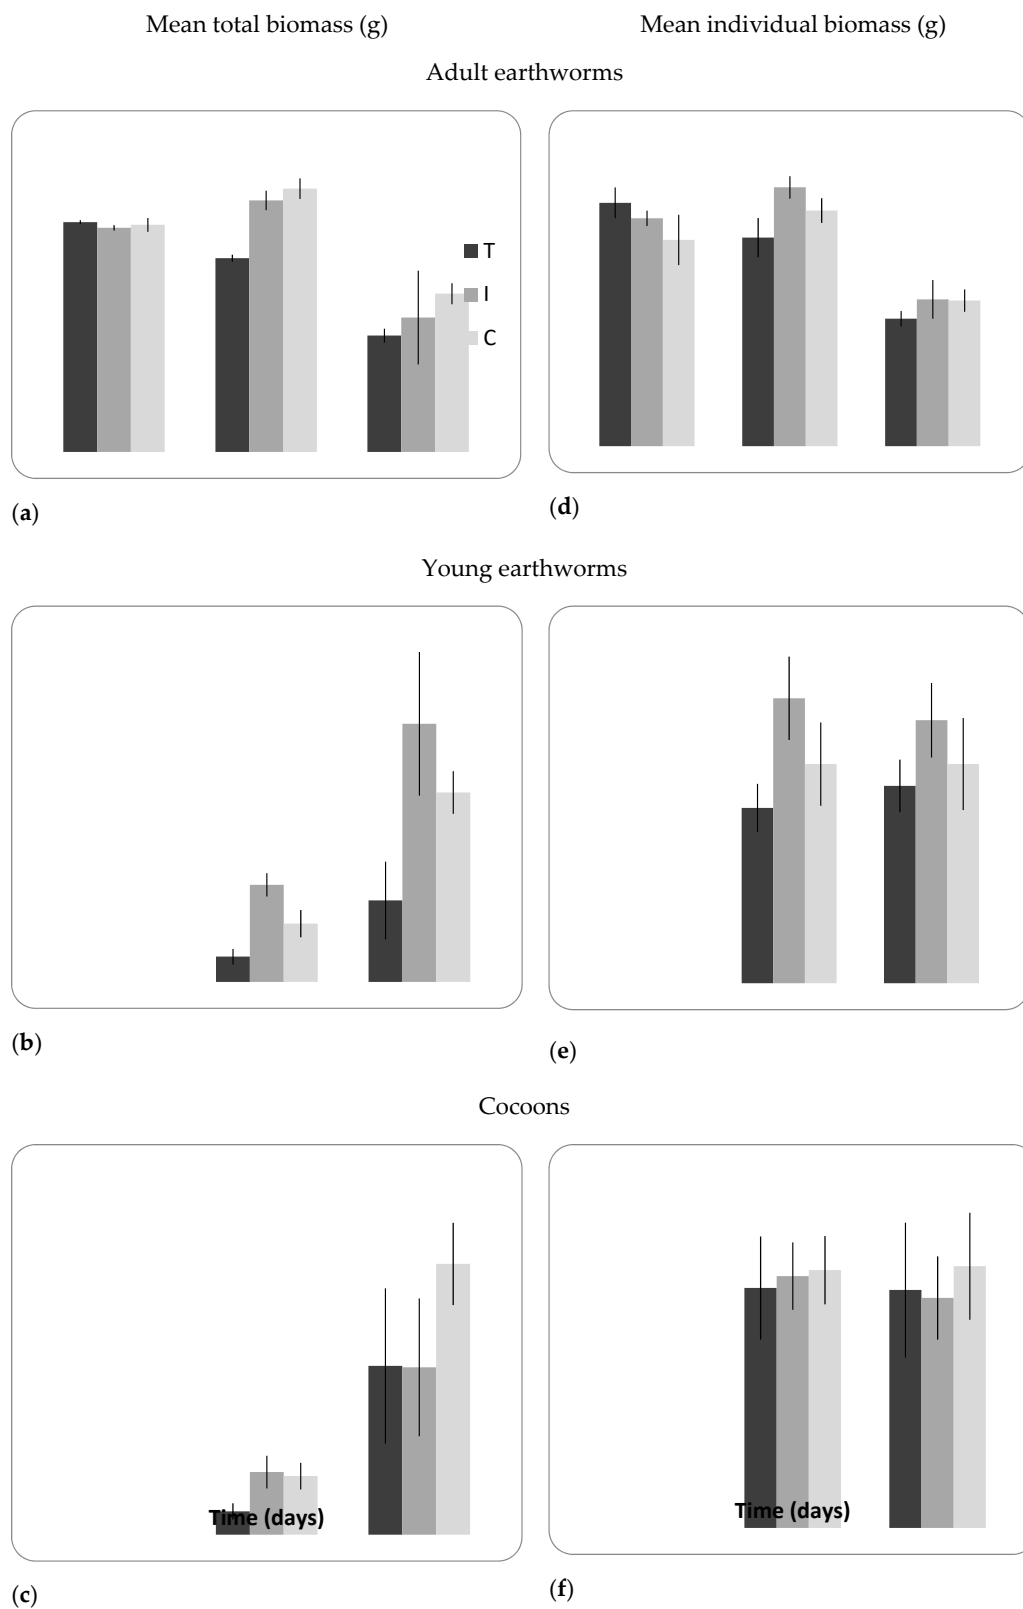 Mean total biomass (g)
Mean individual biomass (g)
Adult earthworms
T
I
C
(a)
(d)
Young earthworms
(b)
(e)
Cocoons
Time (days)
Time (days)
(c)
(f)